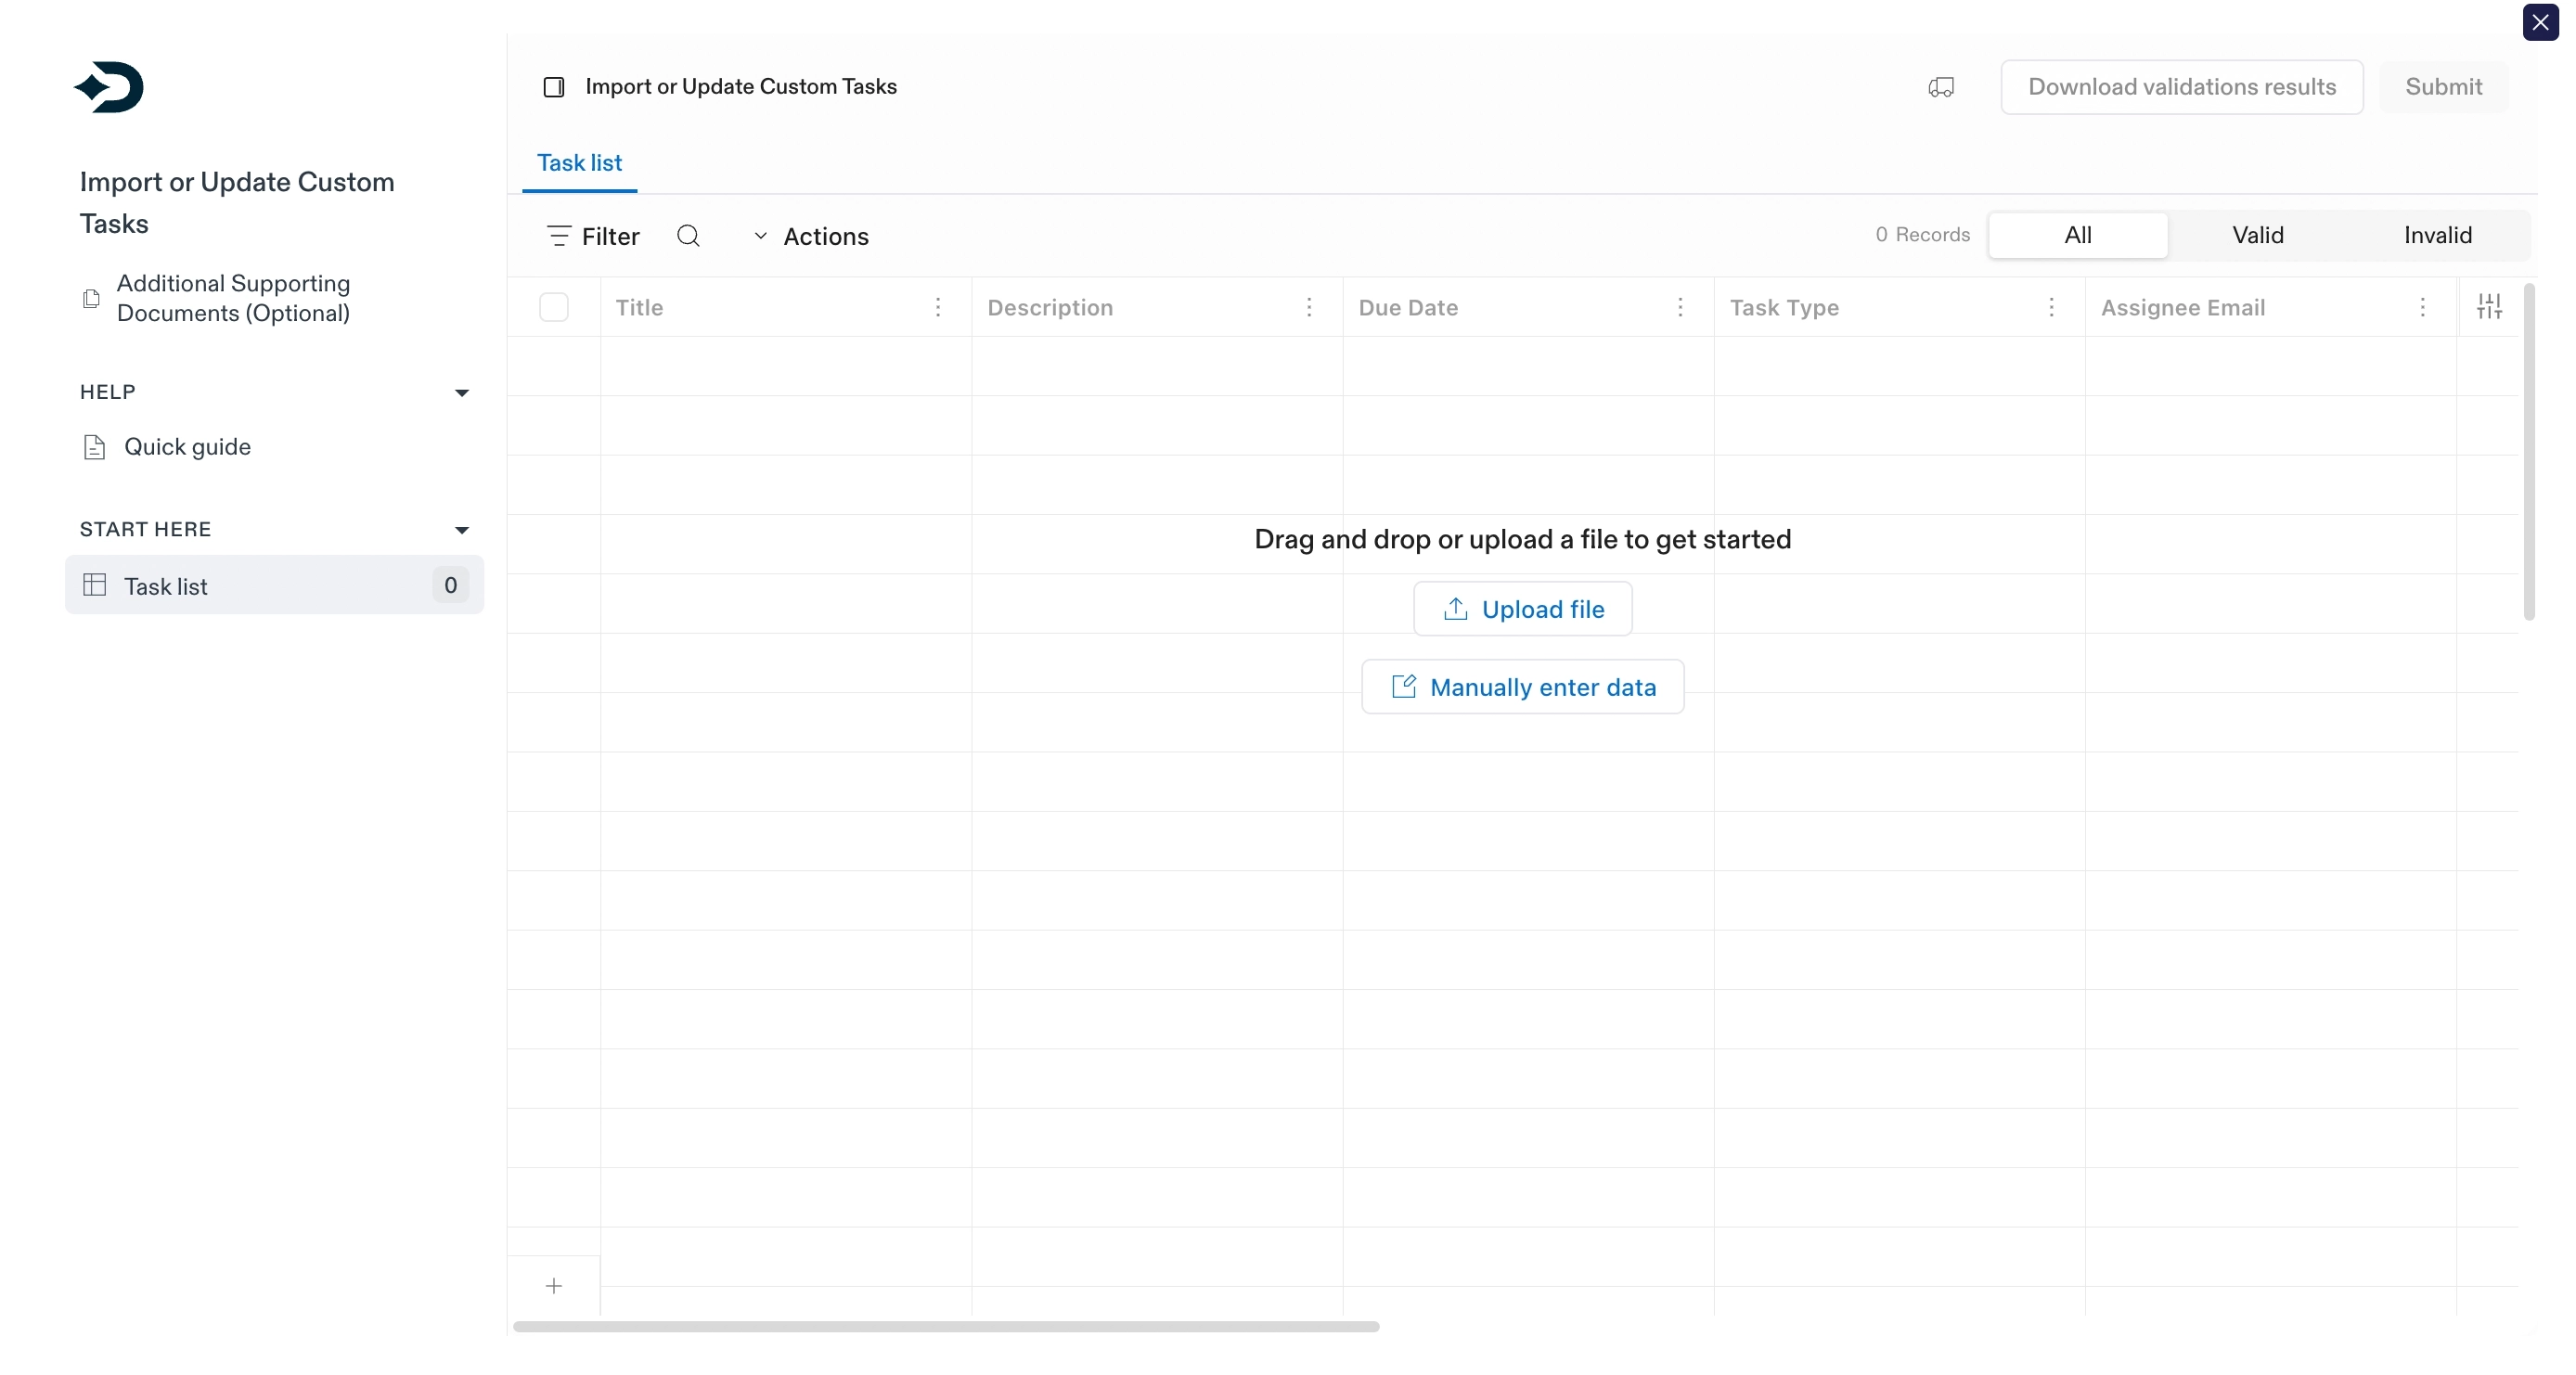 Import or Update Custom
Tasks
Additional Supporting
Documents (Optional)
HELP
Quick guide
START HERE
Task list 0
Import or Update Custom Tasks
Download validations results
Submit
Task list
Filter
Actions
0 Records
All
Valid
Invalid
Title
Description
Due Date
Task Type
Assignee Email
Drag and drop or upload a file to get started
Upload file
Manually enter data